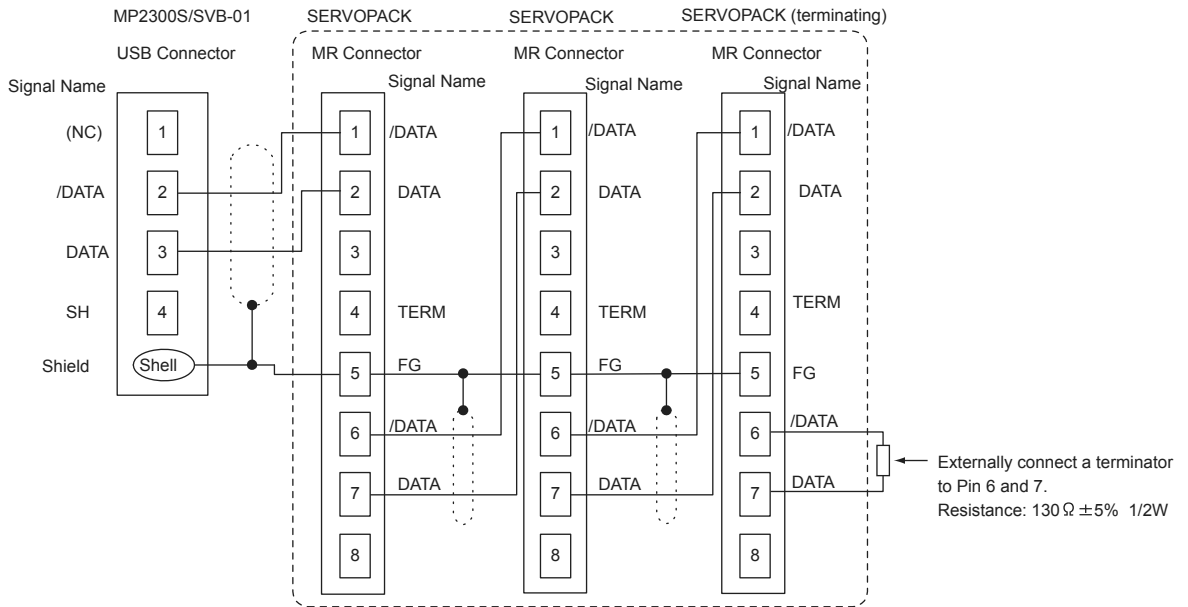 MP2300S/SVB-01 SERVOPACK SERVOPACK SERVOPACK (terminating)
USB Connector MR Connector MR Connector MR Connector
Signal Name Signal Name Signal Name Signal Name
(NC) 1 1 /DATA 1 /DATA 1 /DATA
/DATA 2 2 DATA 2 DATA 2 DATA
DATA 3 3 3 3
SH 4 4 TERM 4 TERM 4 TERM
Shield Shell 5 FG 5 FG 5 FG
6 /DATA 6 /DATA 6 /DATA
7 DATA 7 DATA 7 DATA
8 8 8
Externally connect a terminator
to Pin 6 and 7.
Resistance: 130 Ω ±5% 1/2W